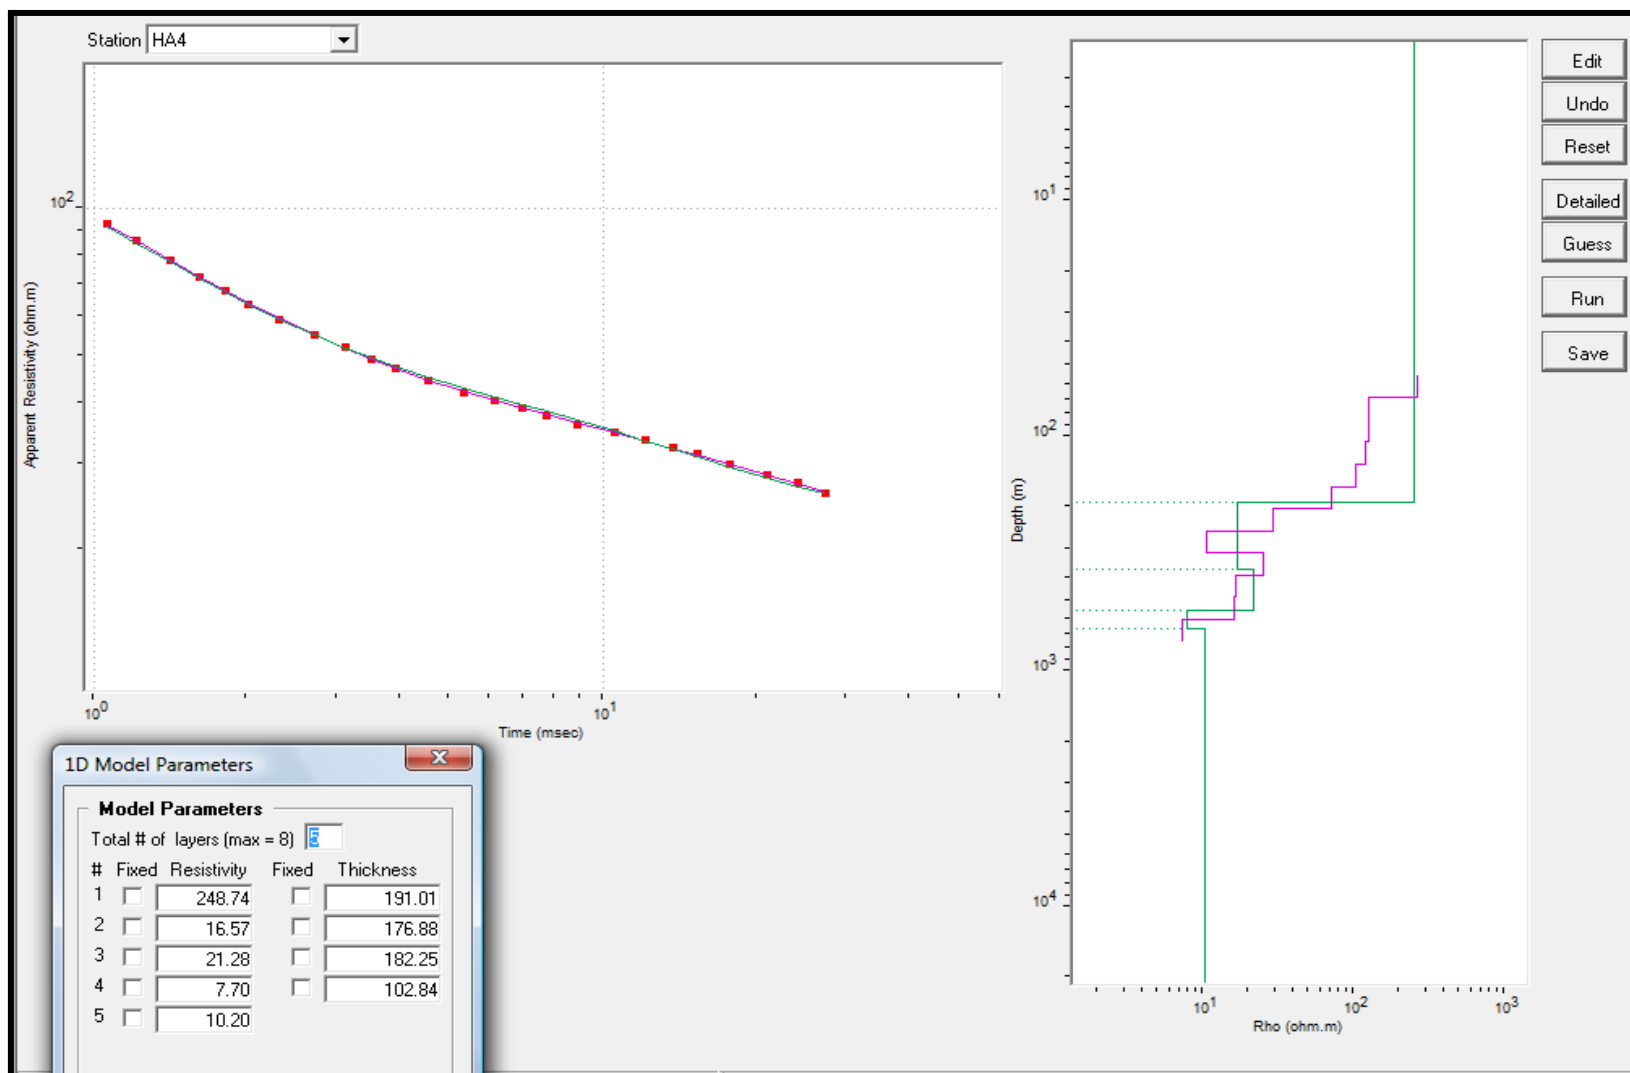 Station HA4
10^2
Apparent Resistivity (ohm.m)
10^0
10^1
Time (msec)
10^1
10^2
10^3
10^4
Depth (m)
10^1
10^2
10^3
Rho (ohm.m)
Edit
Undo
Reset
Detailed
Guess
Run
Save
1D Model Parameters
Model Parameters
Total # of layers (max = 8) 5
# Fixed Resistivity Fixed Thickness
1 248.74 191.01
2 16.57 176.88
3 21.28 182.25
4 7.70 102.84
5 10.20